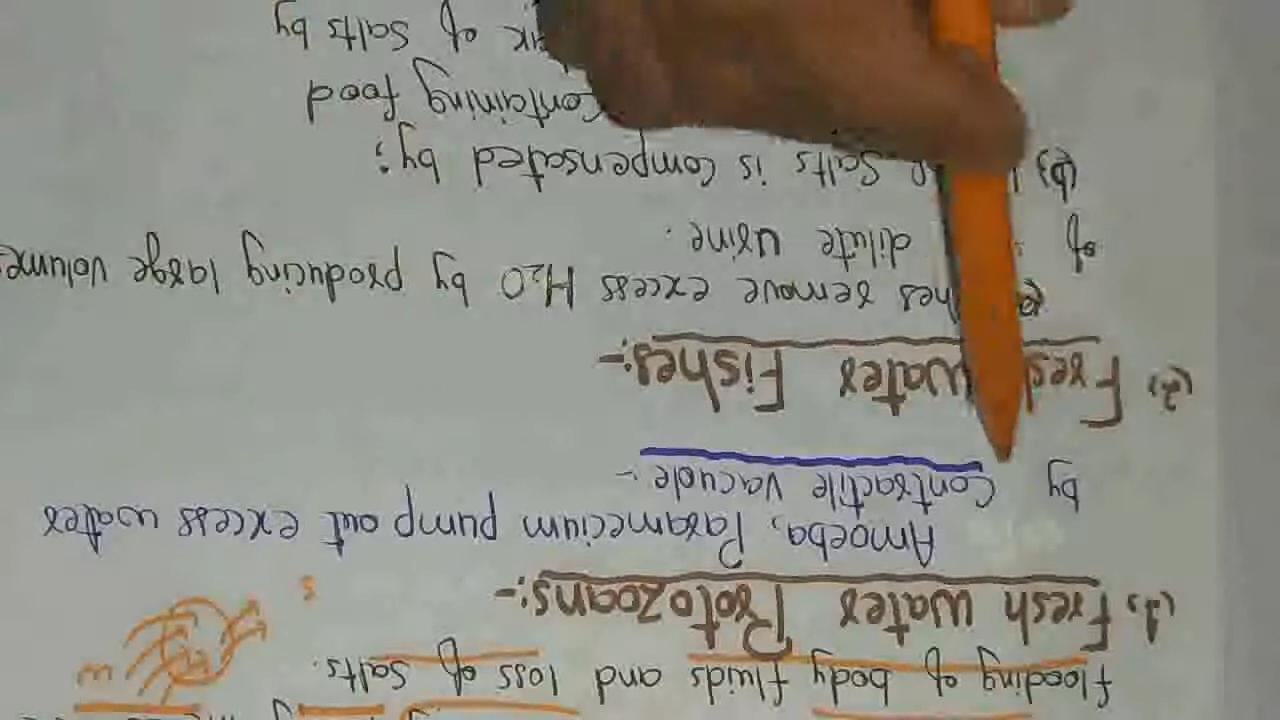 flooding of body fluids and loss of salts.
(1) Fresh water Protozoans:-
Amoeba, Paramecium pump out excess water
by Contractile vacuole -
(2) Fresh water Fishes:-
remove excess H2O by producing large volume
of dilute urine.
(b) Salts is compensated by;
Containing food
of salts by